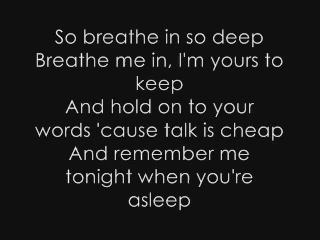 So breathe in so deep
Breathe me in, I'm yours to
keep
And hold on to your
words 'cause talk is cheap
And remember me
tonight when you're
asleep